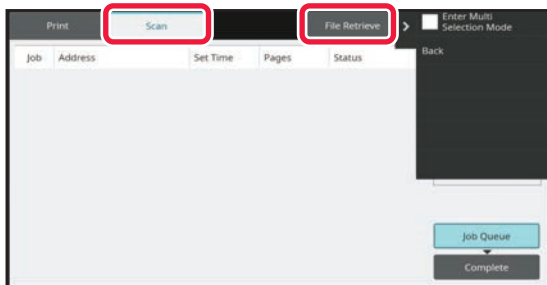 Print
Scan
File Retrieve
Enter Multi
Selection Mode
Back
Job Address Set Time Pages Status
Job Queue
Complete